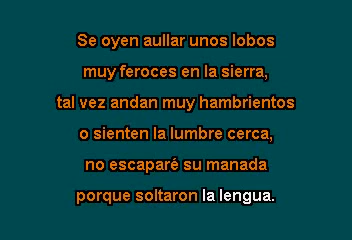 Se oyen aullar unos lobos
muy feroces en la sierra,
tal vez andan muy hambrientos
o sienten la lumbre cerca,
no escaparé su manada
porque soltaron la lengua.